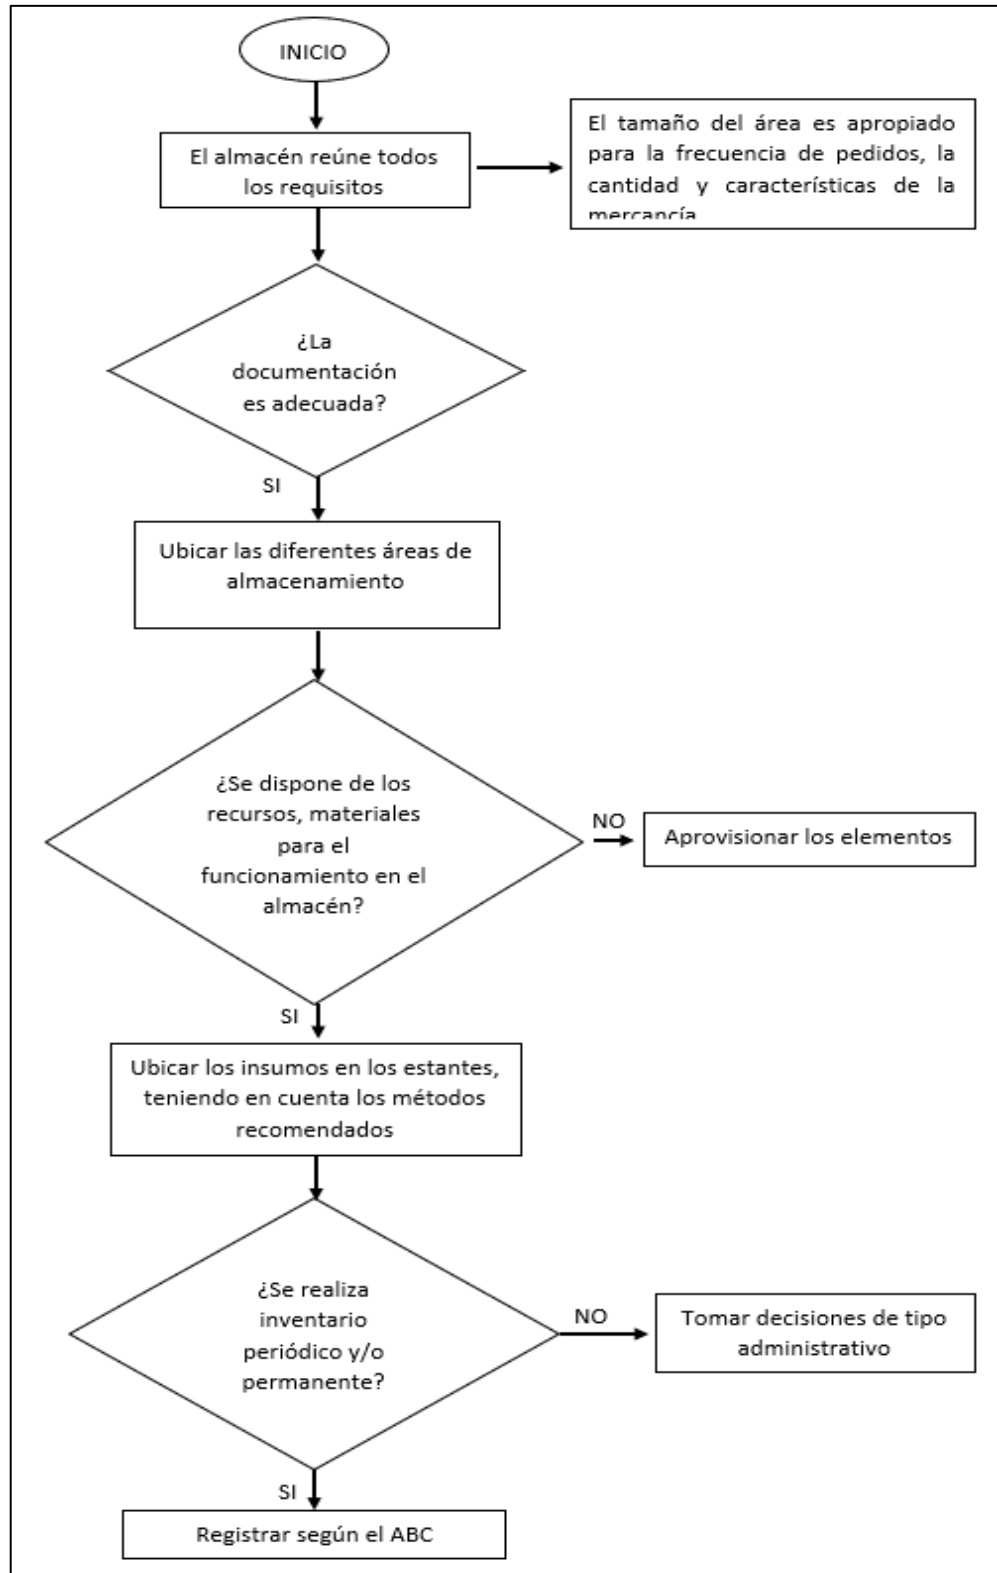 INICIO
El almacén reúne todos
los requisitos
El tamaño del área es apropiado
para la frecuencia de pedidos, la
cantidad y características de la
mercancía
¿La
documentación
es adecuada?
SI
Ubicar las diferentes áreas de
almacenamiento
¿Se dispone de los
recursos, materiales
para el
funcionamiento en el
almacén?
NO
Aprovisionar los elementos
SI
Ubicar los insumos en los estantes,
teniendo en cuenta los métodos
recomendados
¿Se realiza
inventario
periódico y/o
permanente?
NO
Tomar decisiones de tipo
administrativo
SI
Registrar según el ABC